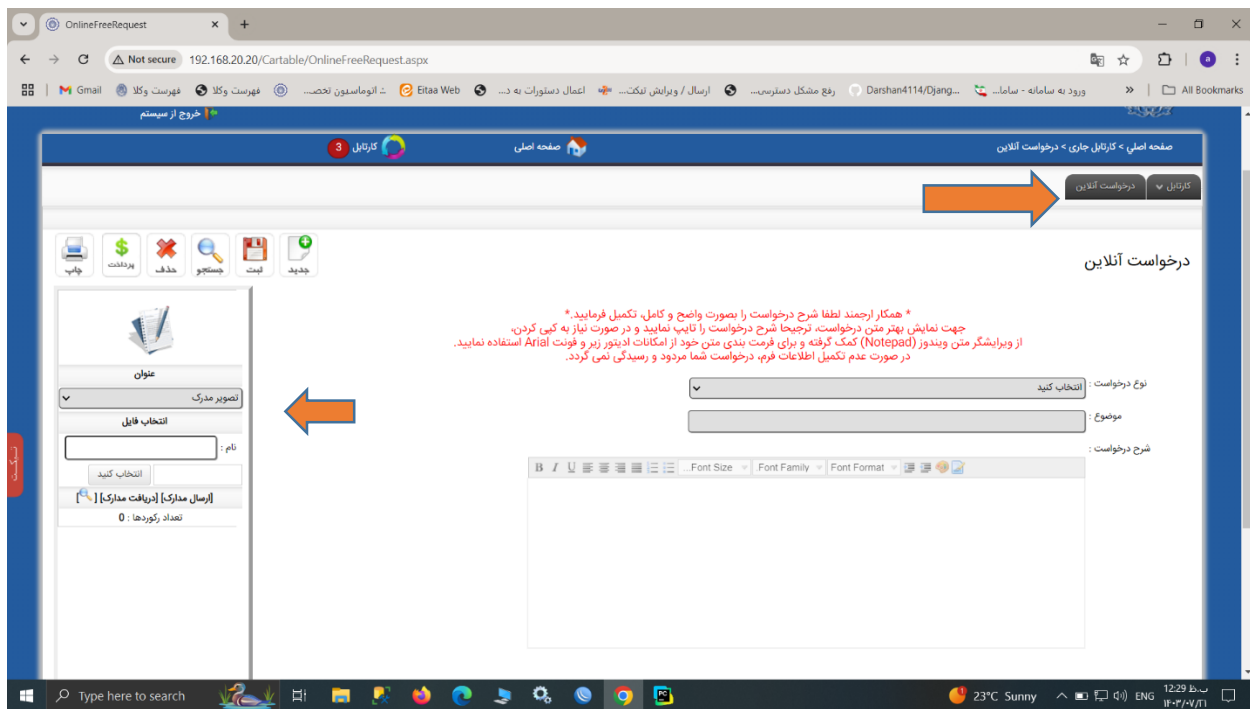 OnlineFreeRequest
Not secure 192.168.20.20/Cartable/OnlineFreeRequest.aspx
Gmail
فهرست وکلا
فهرست وکلا
اتوماسیون تخصـ...
Eitaa Web
اعمال دستورات به د...
ارسال / ویرایش تیکت...
رفع مشکل دسترسی...
Darshan4114/Djang...
ورود به سامانه - ساما...
All Bookmarks
خروج از سیستم
صفحه اصلي > کارتابل جاری > درخواست آنلاین
صفحه اصلی
کارتابل 3
کارتابل
درخواست آنلاین
درخواست آنلاین
جدید
ثبت
جستجو
حذف
پرداخت
چاپ
* همکار ارجمند لطفا شرح درخواست را بصورت واضح و کامل، تکمیل فرمایید.*
جهت نمایش بهتر متن درخواست، ترجیحا شرح درخواست را تایپ نمایید و در صورت نیاز به کپی کردن،
از ویرایشگر متن ویندوز (Notepad) کمک گرفته و برای فرمت بندی متن خود از امکانات ادیتور زیر و فونت Arial استفاده نمایید.
در صورت عدم تکمیل اطلاعات فرم، درخواست شما مردود و رسیدگی نمی گردد.
نوع درخواست :
انتخاب کنید
موضوع :
شرح درخواست :
B I U
Font Size...
Font Family
Font Format
عنوان
تصویر مدرک
انتخاب فایل
نام :
انتخاب کنید
[ارسال مدارک] [دریافت مدارک] [ ]
تعداد رکوردها : 0
تیکت
Type here to search
PC
23°C Sunny
ENG
12:29 ب.ظ
۱۴۰۳/۰۷/۲۱